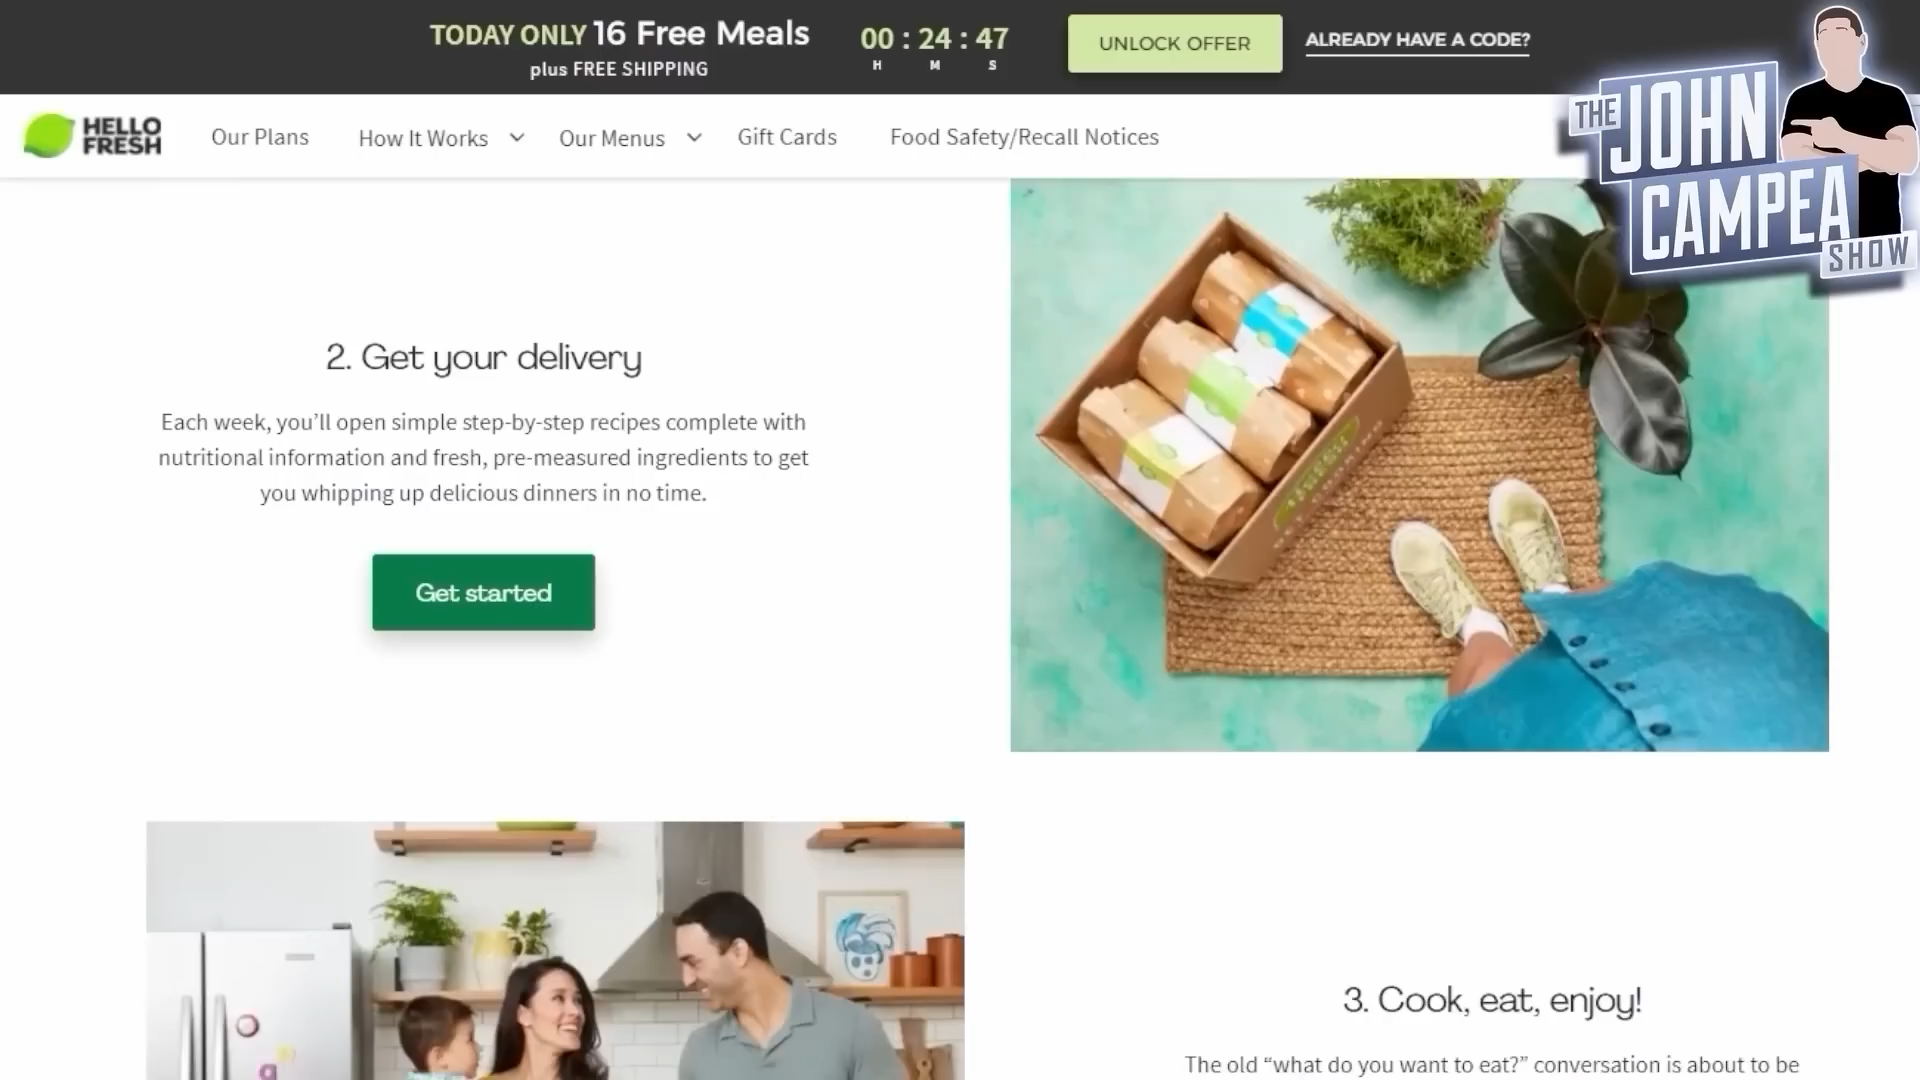 TODAY ONLY 16 Free Meals
plus FREE SHIPPING
00 : 24 : 47
H M S
UNLOCK OFFER
ALREADY HAVE A CODE?
THE
JOHN
CAMPEA
SHOW
HELLO
FRESH
Our Plans
How It Works
Our Menus
Gift Cards
Food Safety/Recall Notices
2. Get your delivery
Each week, you’ll open simple step-by-step recipes complete with
nutritional information and fresh, pre-measured ingredients to get
you whipping up delicious dinners in no time.
Get started
3. Cook, eat, enjoy!
The old “what do you want to eat?” conversation is about to be